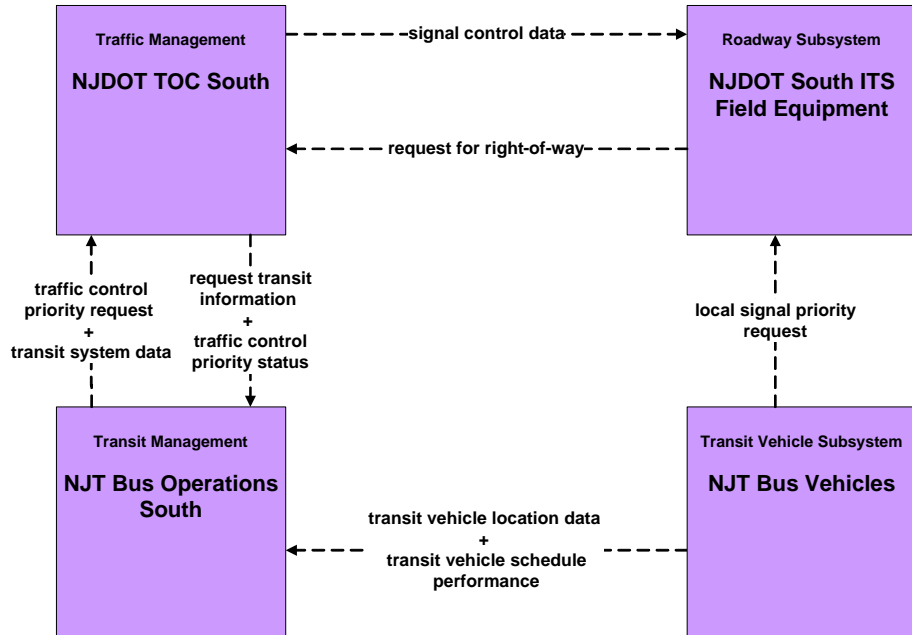 Traffic Management
NJDOT TOC South
signal control data
Roadway Subsystem
NJDOT South ITS
Field Equipment
request for right-of-way
traffic control
priority request
+
transit system data
request transit
information
+
traffic control
priority status
local signal priority
request
Transit Management
NJT Bus Operations
South
transit vehicle location data
+
transit vehicle schedule
performance
Transit Vehicle Subsystem
NJT Bus Vehicles